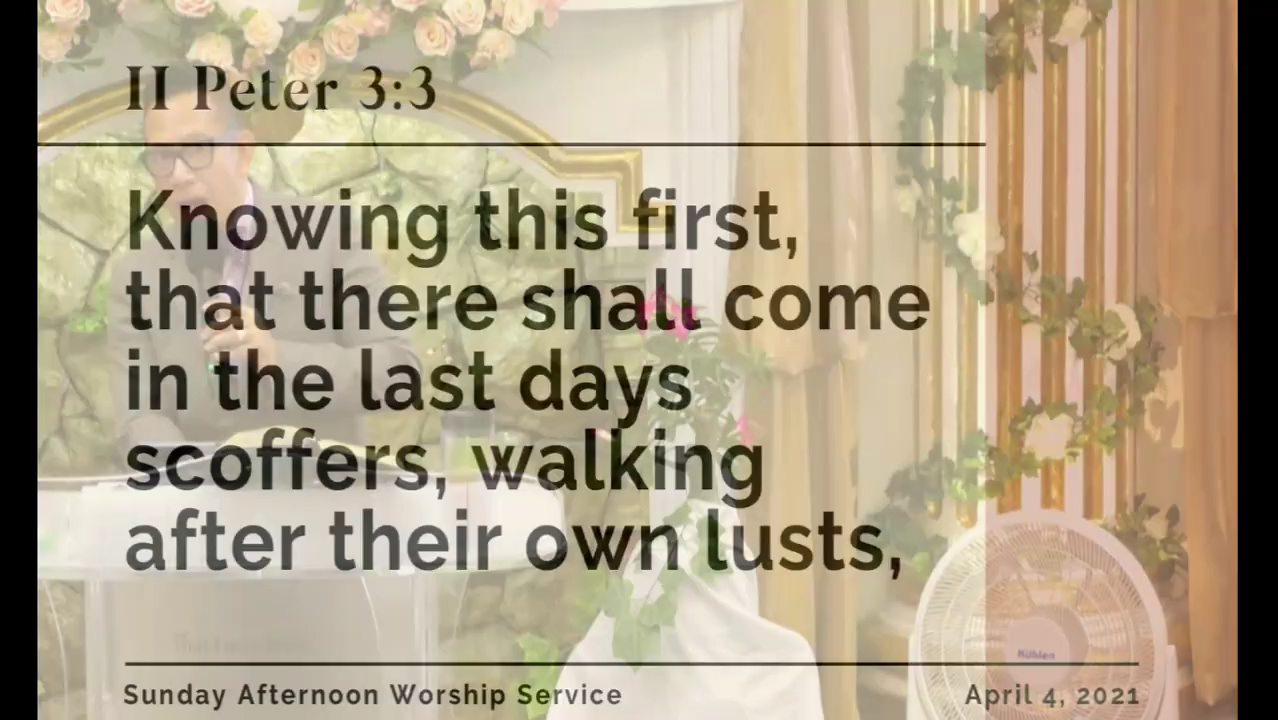 II Peter 3:3
Knowing this first,
that there shall come
in the last days
scoffers, walking
after their own lusts,
Kühlen
Sunday Afternoon Worship Service
April 4, 2021